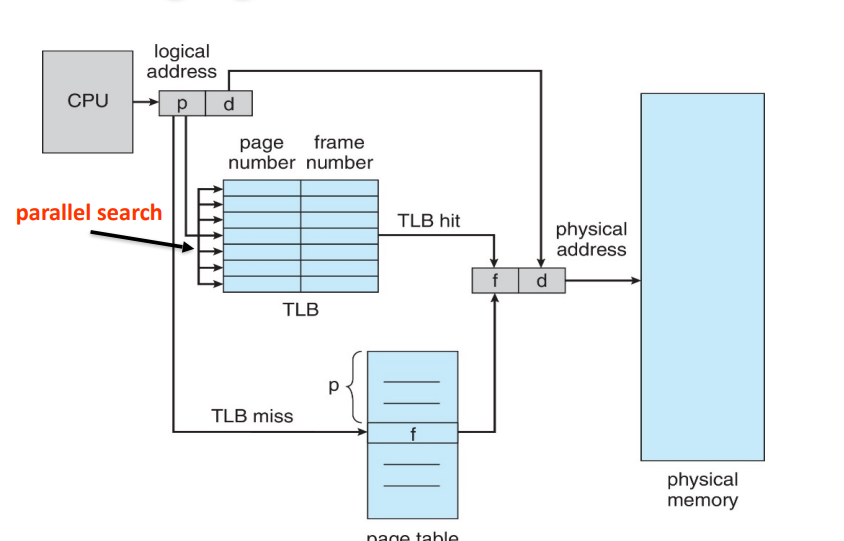 logical
address
CPU
p
d
page
number
frame
number
parallel search
TLB hit
physical
address
f
d
TLB
p
TLB miss
f
physical
memory
page table